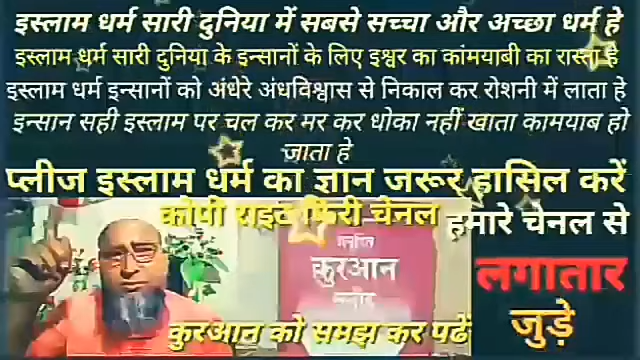 इस्लाम धर्म सारी दुनिया में सबसे सच्चा और अच्छा धर्म हे
इस्लाम धर्म सारी दुनिया के इन्सानों के लिए इश्वर का कांमयाबी का रास्ता हे
इस्लाम धर्म इन्सानों को अंधेरे अंधविश्वास से निकाल कर रोशनी में लाता हे
इन्सान सही इस्लाम पर चल कर मर कर धोका नहीं खाता कामयाब हो
जाता हे
प्लीज इस्लाम धर्म का ज्ञान जरूर हासिल करें
कोपी राइट फिरी चेनल
हमारे चेनल से
लगातार
जुड़े
क़ुरआन
कुरआन को समझ कर पढें